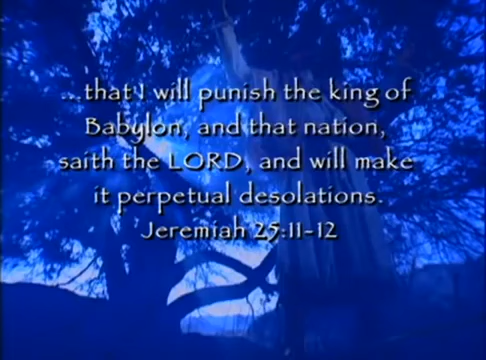 ...that I will punish the king of
Babylon, and that nation,
saith the LORD, and will make
it perpetual desolations.
Jeremiah 25:11-12